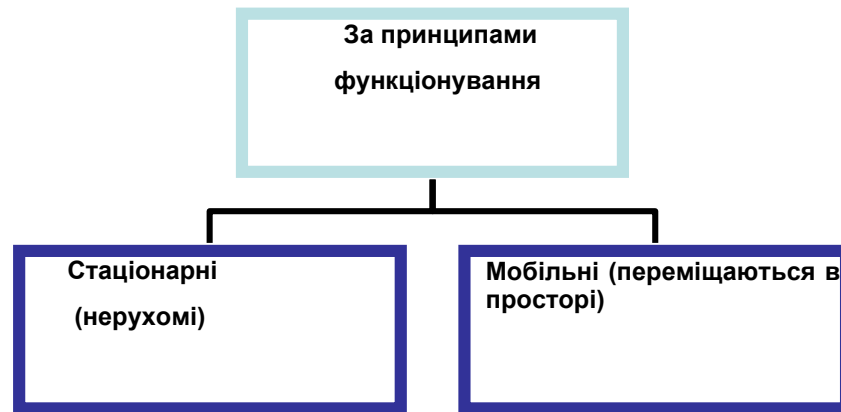 За принципами
функціонування
Стаціонарні
(нерухомі)
Мобільні (переміщаються в
просторі)